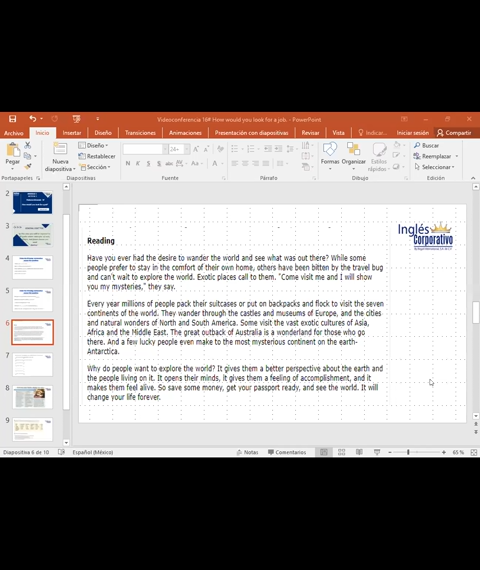 Videoconferencia 16# How would you look for a job. - PowerPoint
Archivo Inicio Insertar Diseño Transiciones Animaciones Presentación con diapositivas Revisar Vista Indicar... Iniciar sesión Compartir
Pegar
Nueva diapositiva
Diseño
Restablecer
Sección
24
N K S S abc Aa A
Formas Organizar Estilos rápidos
Buscar
Reemplazar
Seleccionar
Portapapeles Diapositivas Fuente Párrafo Dibujo Edición
2
3
4
5
6
7
8
9
Inglés
Corporativo
Reading
Have you ever had the desire to wander the world and see what was out there? While some
people prefer to stay in the comfort of their own home, others have been bitten by the travel bug
and can't wait to explore the world. Exotic places call to them. "Come visit me and I will show
you my mysteries," they say.
Every year millions of people pack their suitcases or put on backpacks and flock to visit the seven
continents of the world. They wander through the castles and museums of Europe, and the cities
and natural wonders of North and South America. Some visit the vast exotic cultures of Asia,
Africa and the Middle East. The great outback of Australia is a wonderland for those who go
there. And a few lucky people even make to the most mysterious continent on the earth-
Antarctica.
Why do people want to explore the world? It gives them a better perspective about the earth and
the people living on it. It opens their minds, it gives them a feeling of accomplishment, and it
makes them feel alive. So save some money, get your passport ready, and see the world. It will
change your life forever.
Diapositiva 6 de 10 Español (México) Notas Comentarios 65 %